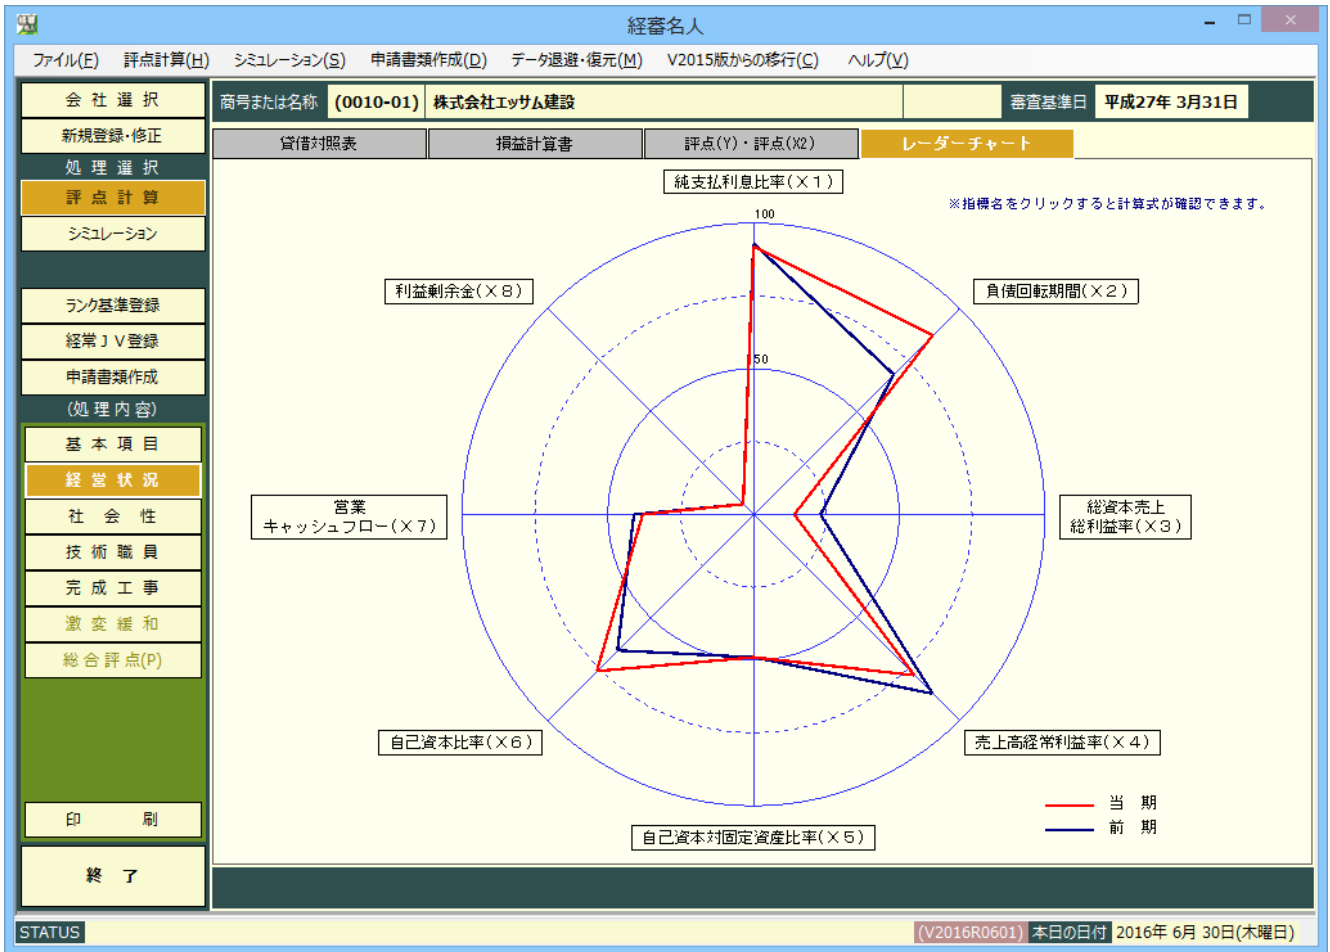 経審名人
ファイル(F) 評点計算(H) シミュレーション(S) 申請書類作成(D) データ退避・復元(M) V2015版からの移行(C) ヘルプ(V)
会 社 選 択
新規登録・修正
処 理 選 択
評 点 計 算
シミュレーション
ランク基準登録
経常ＪＶ登録
申請書類作成
(処 理 内 容)
基 本 項 目
経 営 状 況
社 会 性
技 術 職 員
完 成 工 事
激 変 緩 和
総 合 評 点(P)
印 刷
終 了
商号または名称 (0010-01) 株式会社エッサム建設 審査基準日 平成27年 3月31日
貸借対照表 損益計算書 評点(Y)・評点(X2) レーダーチャート
※指標名をクリックすると計算式が確認できます。
純支払利息比率(Ｘ１)
100
50
負債回転期間(Ｘ２)
総資本売上
総利益率(Ｘ３)
売上高経常利益率(Ｘ４)
自己資本対固定資産比率(Ｘ５)
自己資本比率(Ｘ６)
営業
キャッシュフロー(Ｘ７)
利益剰余金(Ｘ８)
当 期
前 期
STATUS (V2016R0601) 本日の日付 2016年 6月 30日(木曜日)